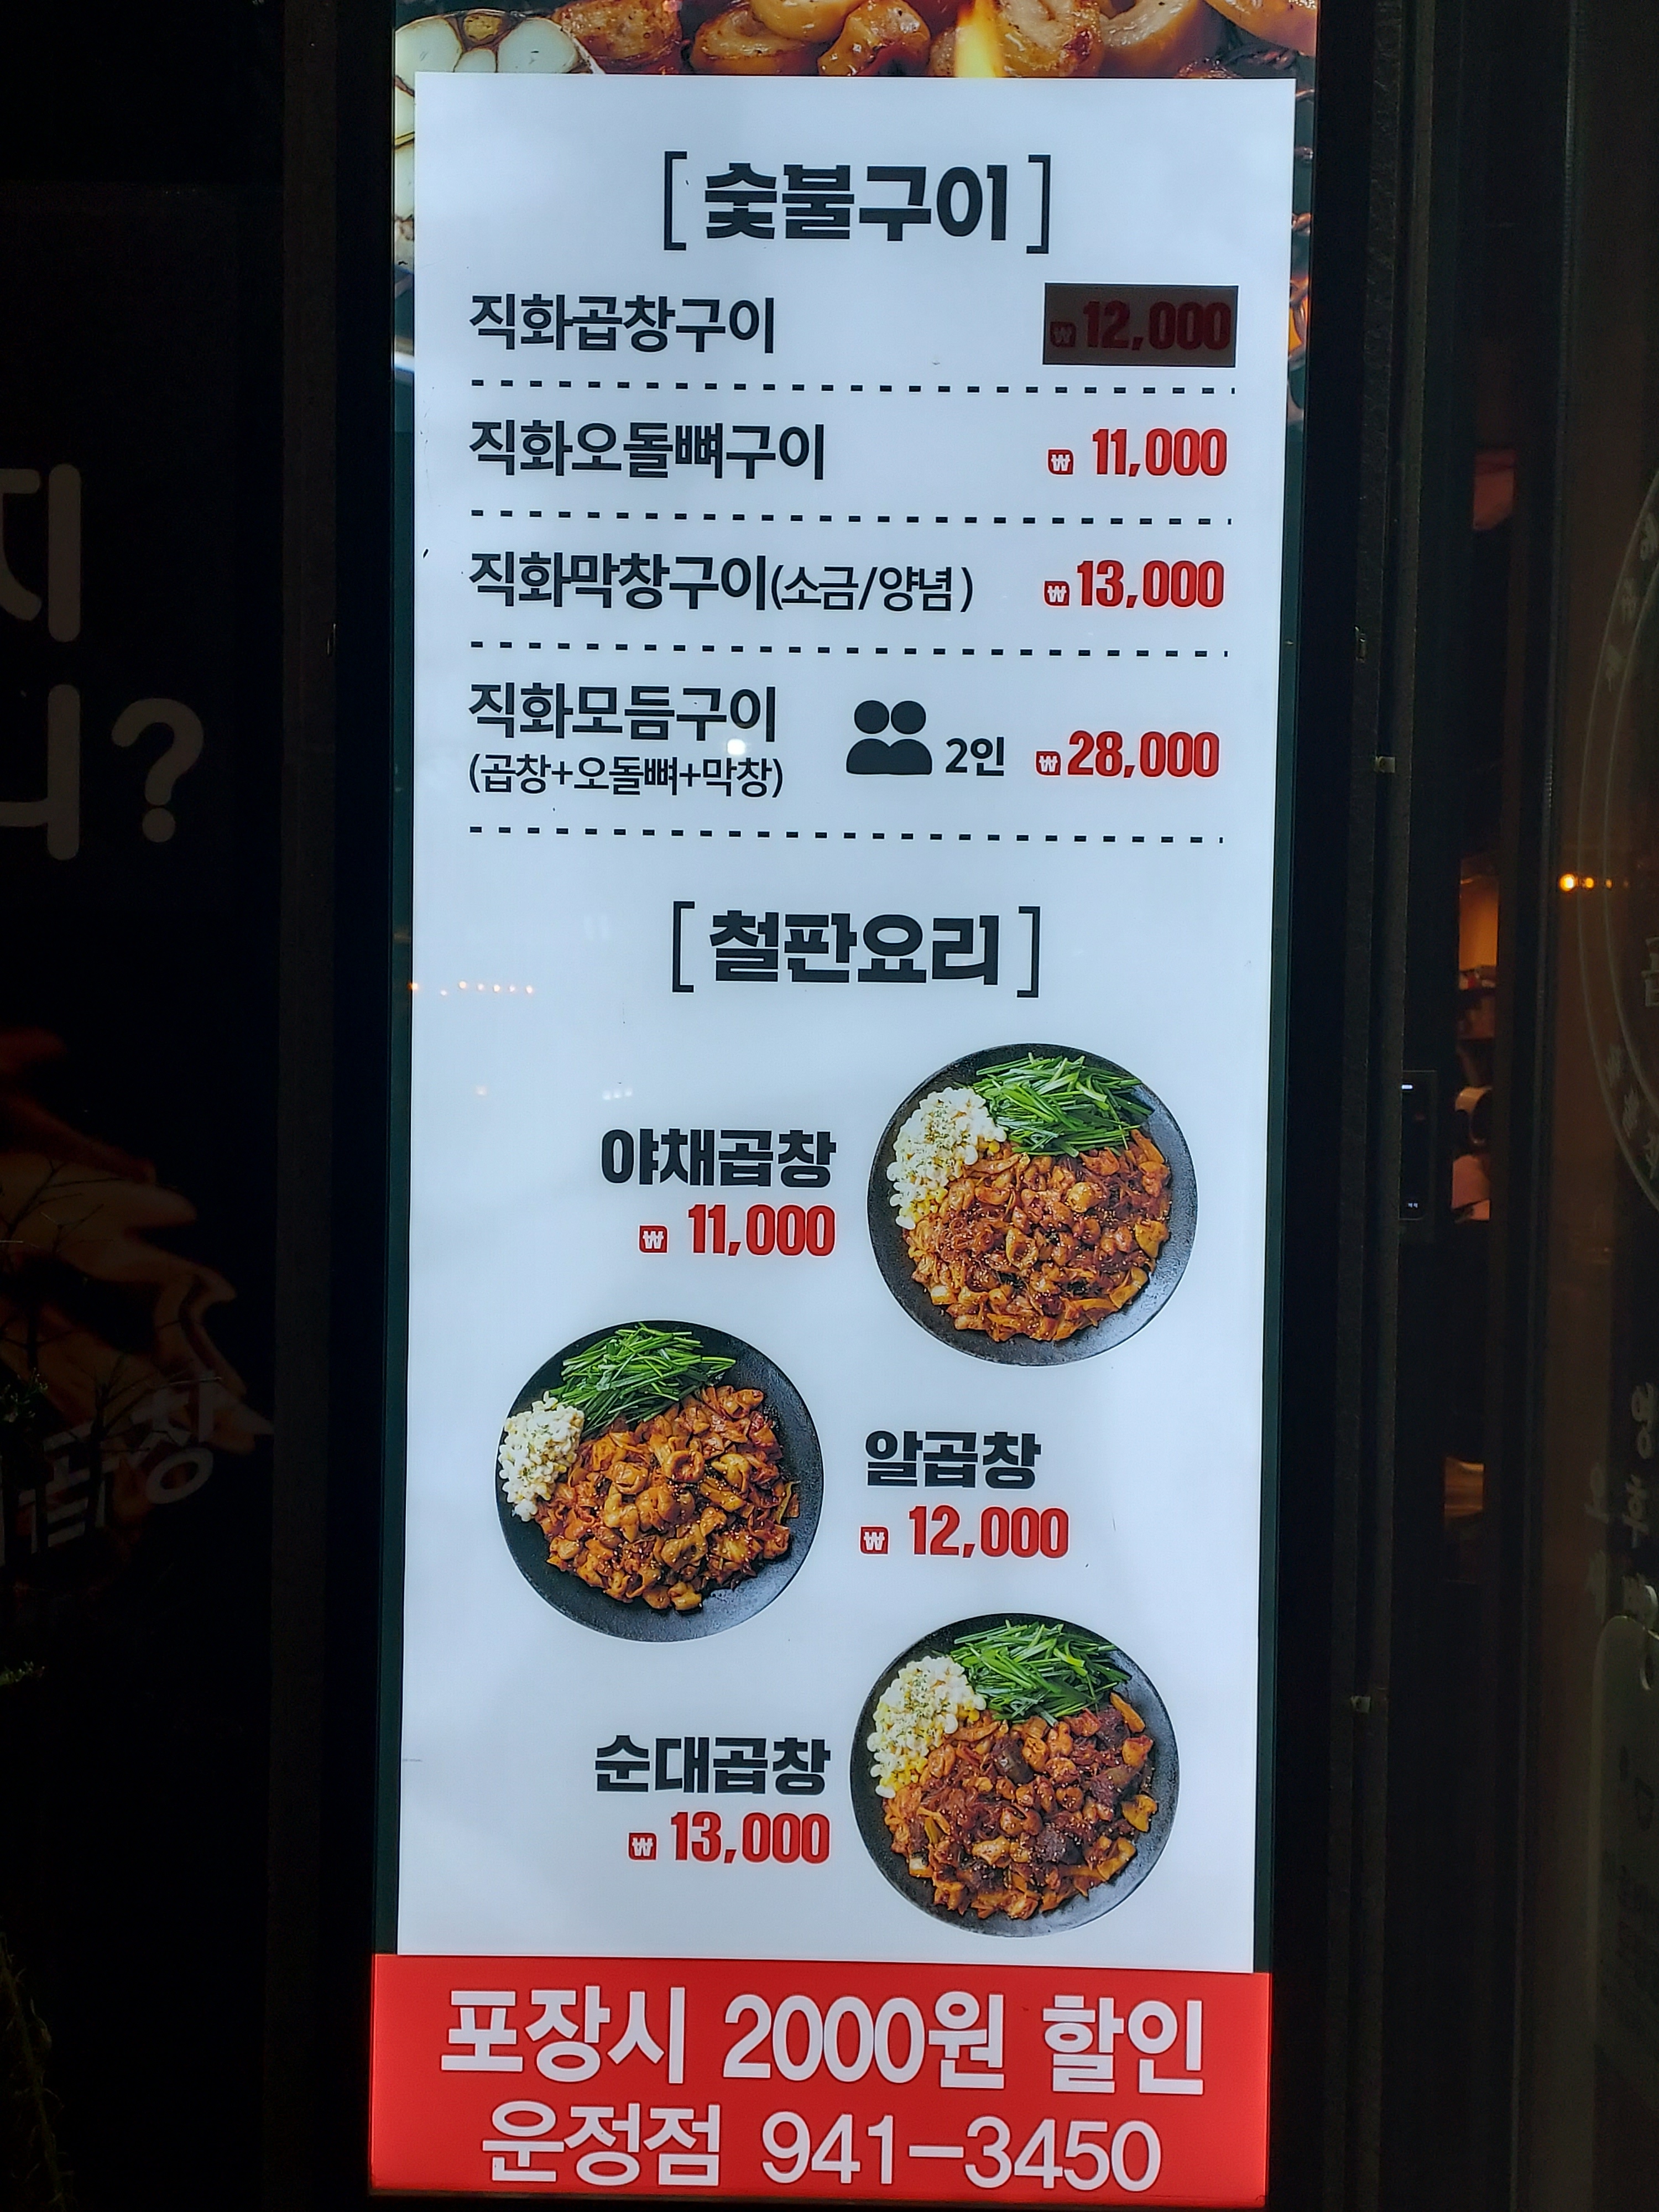 [숯불구이]
직화곱창구이 ₩12,000
직화오돌뼈구이 ₩ 11,000
직화막창구이(소금/양념) ₩13,000
직화모듬구이
(곱창+오돌뼈+막창) 2인 ₩28,000
[철판요리]
야채곱창
₩ 11,000
알곱창
₩ 12,000
순대곱창
₩ 13,000
포장시 2000원 할인
운정점 941-3450